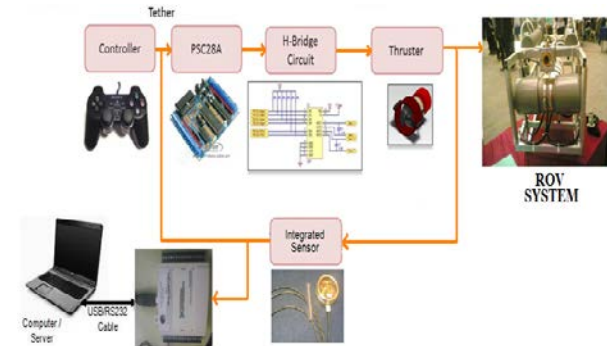 Tether
Controller
PSC28A
H-Bridge
Circuit
Thruster
ROV
SYSTEM
Integrated
Sensor
USB/RS232
Cable
Computer /
Server